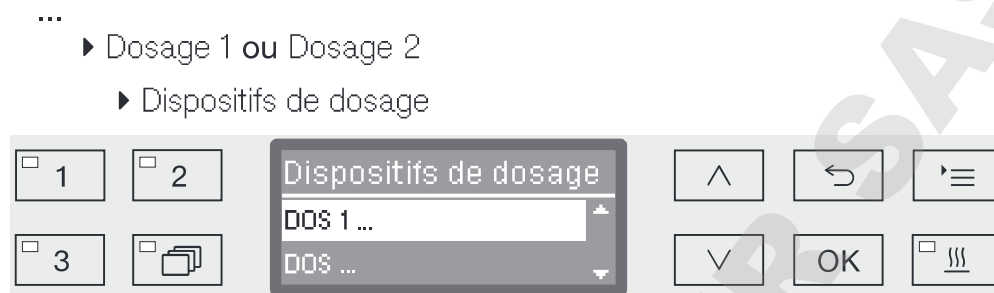 ...
▸ Dosage 1 ou Dosage 2
▸ Dispositifs de dosage
1 2 Dispositifs de dosage
DOS 1 ...
3 DOS ... OK